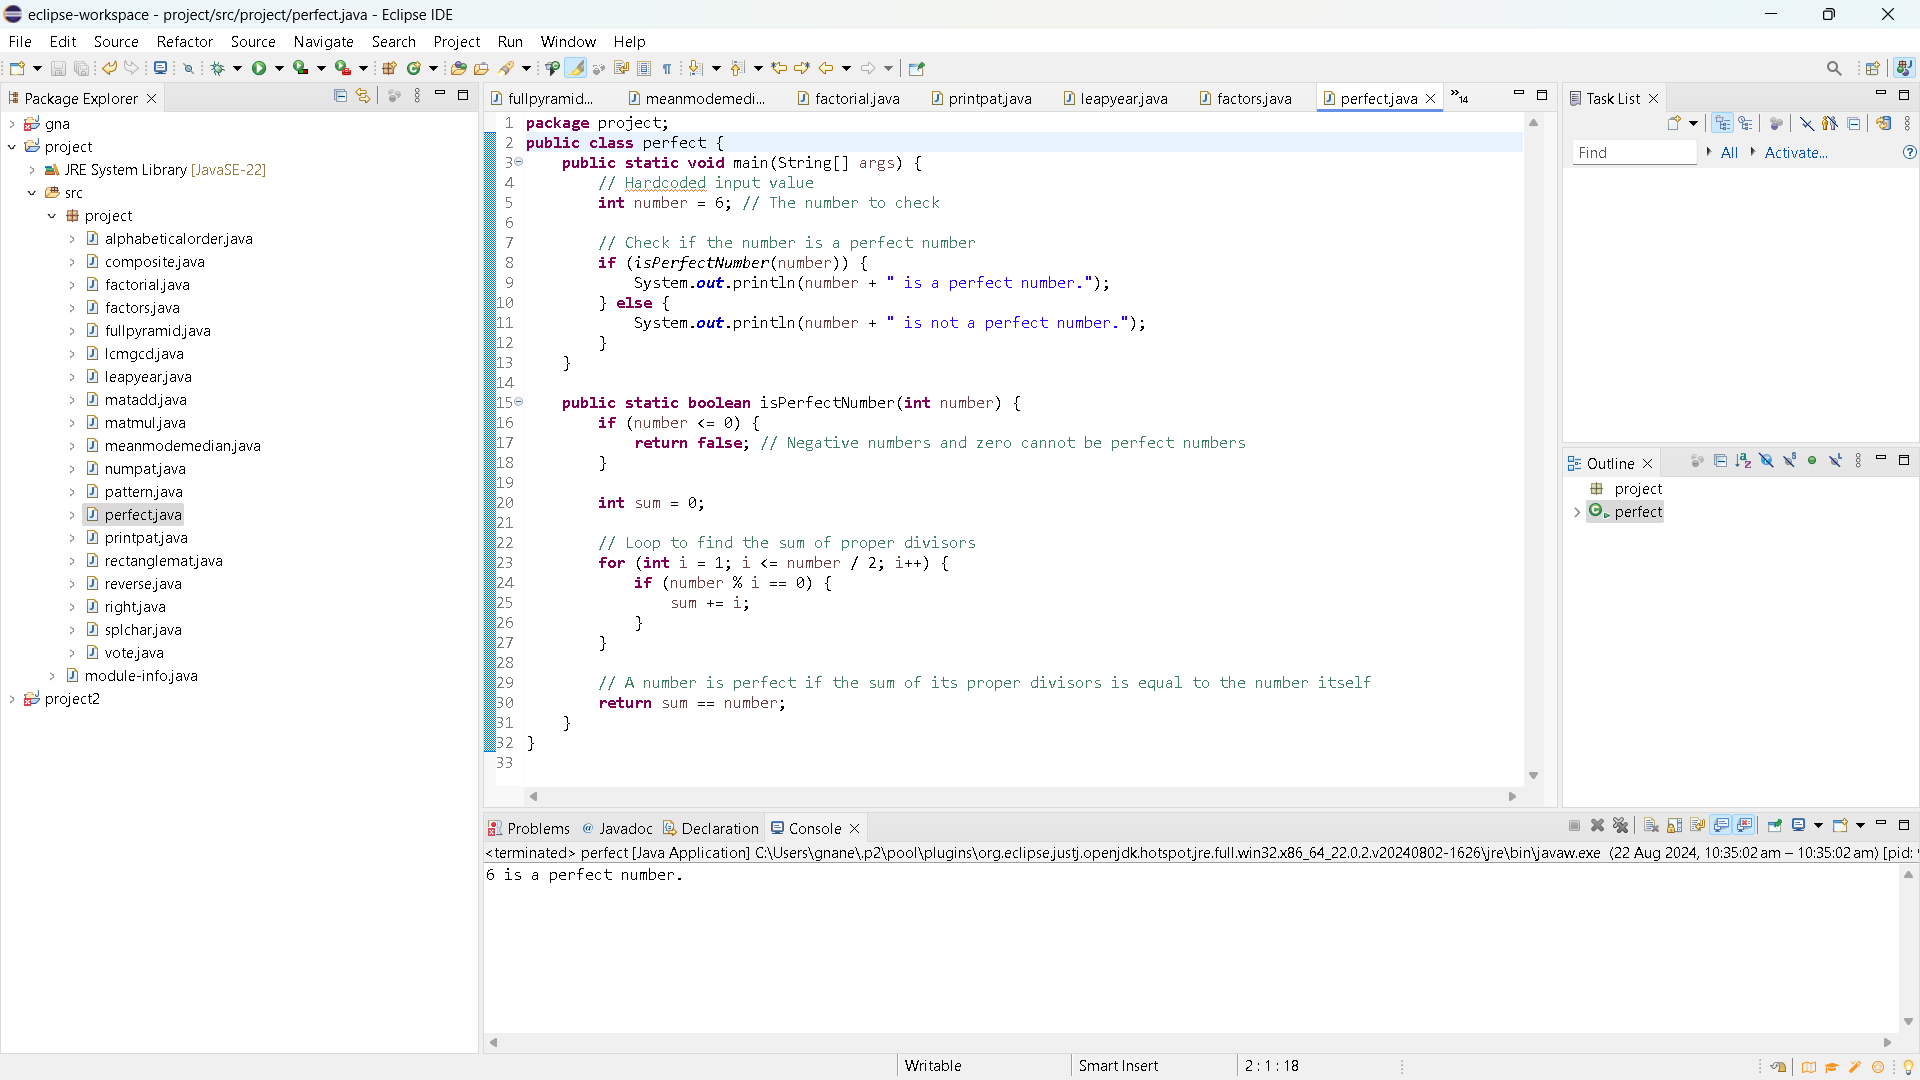 eclipse-workspace - project/src/project/perfect.java - Eclipse IDE
File Edit Source Refactor Source Navigate Search Project Run Window Help
Package Explorer
gna
project
JRE System Library [JavaSE-22]
src
project
alphabeticalorder.java
composite.java
factorial.java
factors.java
fullpyramid.java
lcmgcd.java
leapyear.java
matadd.java
matmul.java
meanmodemedian.java
numpat.java
pattern.java
perfect.java
printpat.java
rectanglemat.java
reverse.java
right.java
splchar.java
vote.java
module-info.java
project2
fullpyramid... meanmodemedi... factorial.java printpat.java leapyear.java factors.java perfect.java »14
1 package project;
2 public class perfect {
3 public static void main(String[] args) {
4 // Hardcoded input value
5 int number = 6; // The number to check
6
7 // Check if the number is a perfect number
8 if (isPerfectNumber(number)) {
9 System.out.println(number + " is a perfect number.");
10 } else {
11 System.out.println(number + " is not a perfect number.");
12 }
13 }
14
15 public static boolean isPerfectNumber(int number) {
16 if (number <= 0) {
17 return false; // Negative numbers and zero cannot be perfect numbers
18 }
19
20 int sum = 0;
21
22 // Loop to find the sum of proper divisors
23 for (int i = 1; i <= number / 2; i++) {
24 if (number % i == 0) {
25 sum += i;
26 }
27 }
28
29 // A number is perfect if the sum of its proper divisors is equal to the number itself
30 return sum == number;
31 }
32 }
33
Task List
Find All Activate...
Outline
project
perfect
Problems Javadoc Declaration Console
<terminated> perfect [Java Application] C:\Users\gnane\.p2\pool\plugins\org.eclipse.justj.openjdk.hotspot.jre.full.win32.x86_64_22.0.2.v20240802-1626\jre\bin\javaw.exe (22 Aug 2024, 10:35:02 am – 10:35:02 am) [pid:
6 is a perfect number.
Writable Smart Insert 2 : 1 : 18